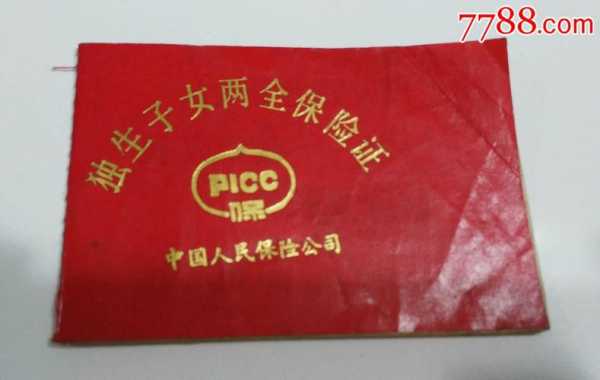 7788.com
独生子女两全保险证
PICC
保
中国人民保险公司